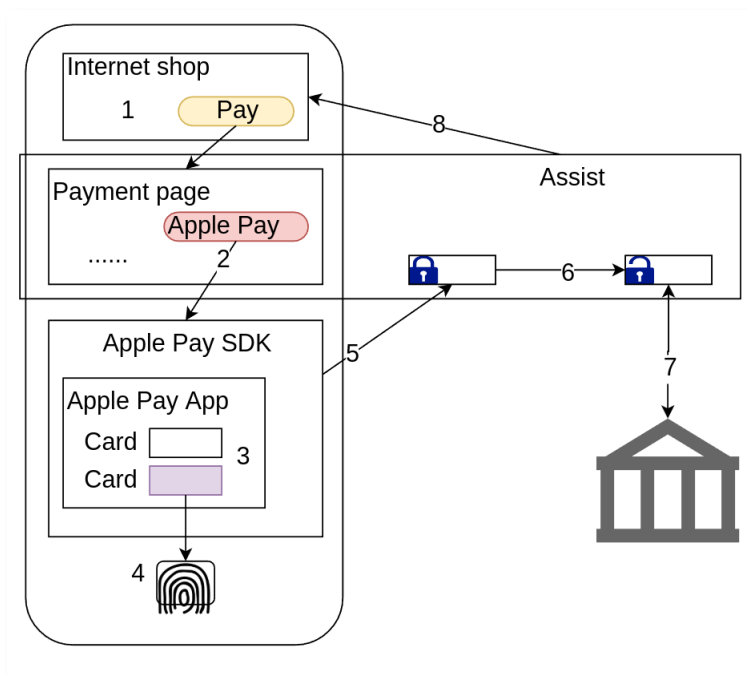 Internet shop
1 Pay
8
Assist
Payment page
Apple Pay
......
2
6
5
7
Apple Pay SDK
Apple Pay App
Card
3
Card
4